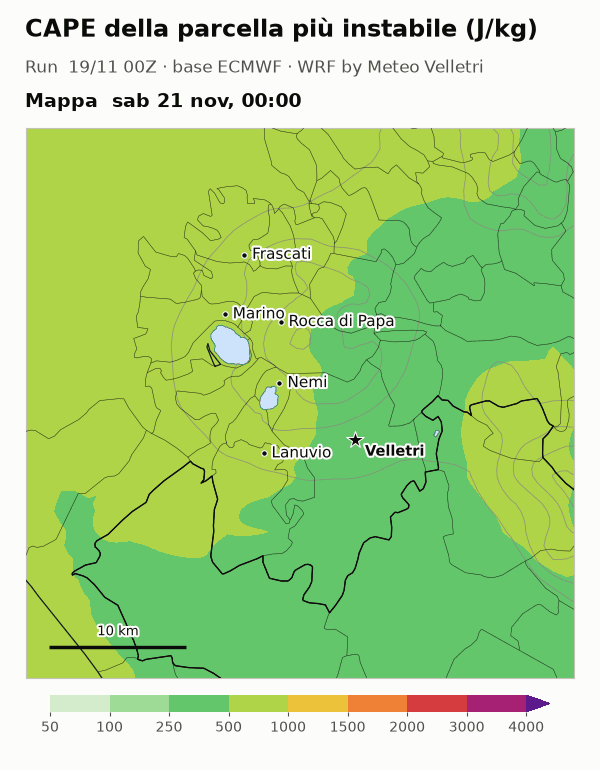 CAPE della parcella più instabile (J/kg)
Run  19/11 00Z · base ECMWF · WRF by Meteo Velletri
Mappa  sab 21 nov, 00:00
Frascati
Marino
Rocca di Papa
Nemi
Velletri
Lanuvio
10 km
50 100 250 500 1000 1500 2000 3000 4000